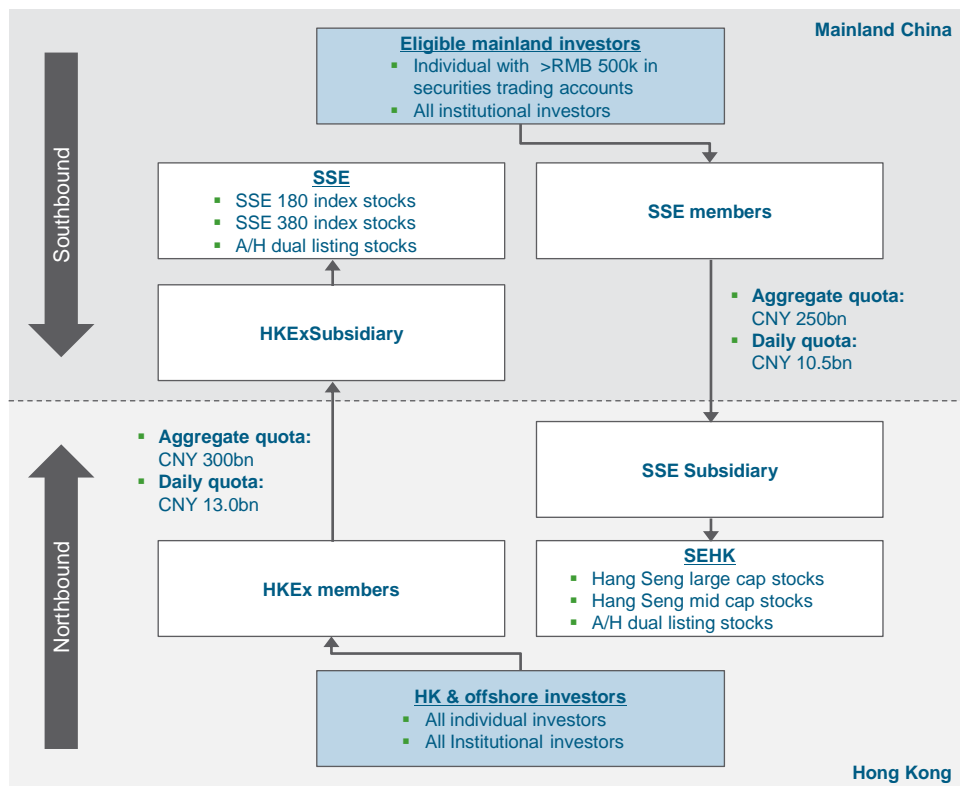 Mainland China
Eligible mainland investors
▪ Individual with >RMB 500k in
securities trading accounts
▪ All institutional investors
Southbound
SSE
▪ SSE 180 index stocks
▪ SSE 380 index stocks
▪ A/H dual listing stocks
SSE members
HKExSubsidiary
▪ Aggregate quota:
CNY 250bn
▪ Daily quota:
CNY 10.5bn
▪ Aggregate quota:
CNY 300bn
▪ Daily quota:
CNY 13.0bn
SSE Subsidiary
Northbound
HKEx members
SEHK
▪ Hang Seng large cap stocks
▪ Hang Seng mid cap stocks
▪ A/H dual listing stocks
HK & offshore investors
▪ All individual investors
▪ All Institutional investors
Hong Kong